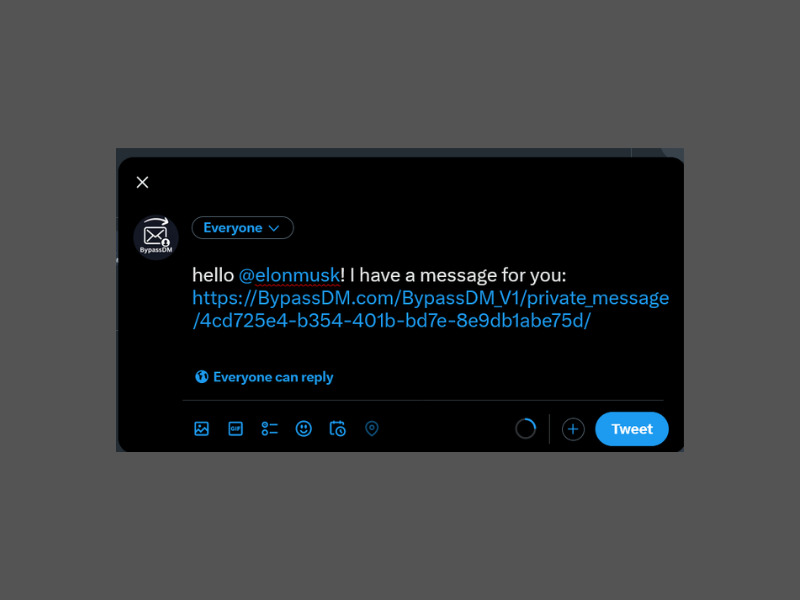 BypassDM
Everyone
hello @elonmusk! I have a message for you:
https://BypassDM.com/BypassDM_V1/private_message
/4cd725e4-b354-401b-bd7e-8e9db1abe75d/
Everyone can reply
GIF
Tweet